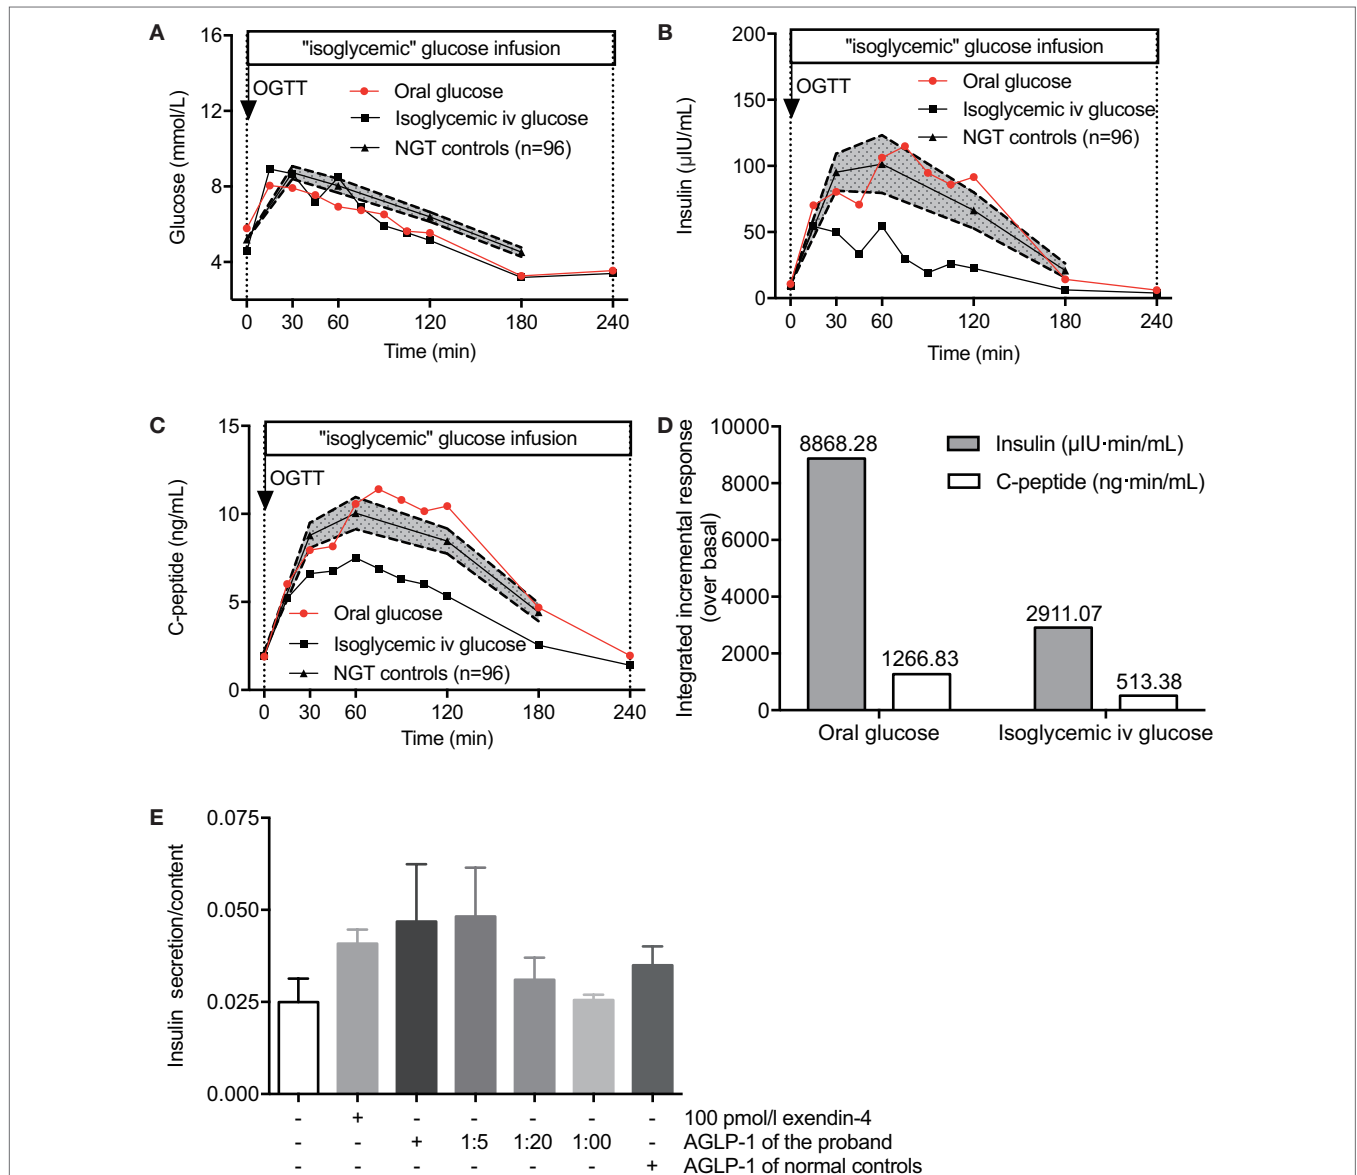 A
16
12
8
4
Glucose (mmol/L)
"isoglycemic" glucose infusion
OGTT
Oral glucose
Isoglycemic iv glucose
NGT controls (n=96)
0 30 60 120 180 240
Time (min)
B
200
150
100
50
0
Insulin (µIU/mL)
"isoglycemic" glucose infusion
OGTT
Oral glucose
Isoglycemic iv glucose
NGT controls (n=96)
0 30 60 120 180 240
Time (min)
C
15
10
5
0
C-peptide (ng/mL)
"isoglycemic" glucose infusion
OGTT
Oral glucose
Isoglycemic iv glucose
NGT controls (n=96)
0 30 60 120 180 240
Time (min)
D
10000
8000
6000
4000
2000
0
Integrated incremental response
(over basal)
Insulin (µIU·min/mL)
C-peptide (ng·min/mL)
8868.28
1266.83
2911.07
513.38
Oral glucose Isoglycemic iv glucose
E
0.075
0.050
0.025
0.000
Insulin secretion/content
- + - - - - - 100 pmol/l exendin-4
- - + 1:5 1:20 1:00 - AGLP-1 of the proband
- - - - - - + AGLP-1 of normal controls